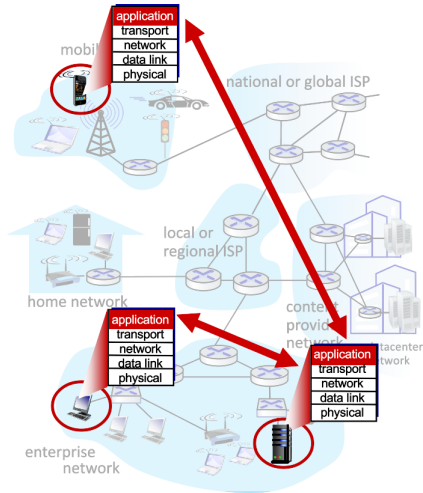 application
transport
network
data link
physical
mobil
national or global ISP
local or
regional ISP
home network
content
provid
network
application
transport
network
data link
physical
application
transport
network
data link
physical
tacenter
etwork
enterprise
network